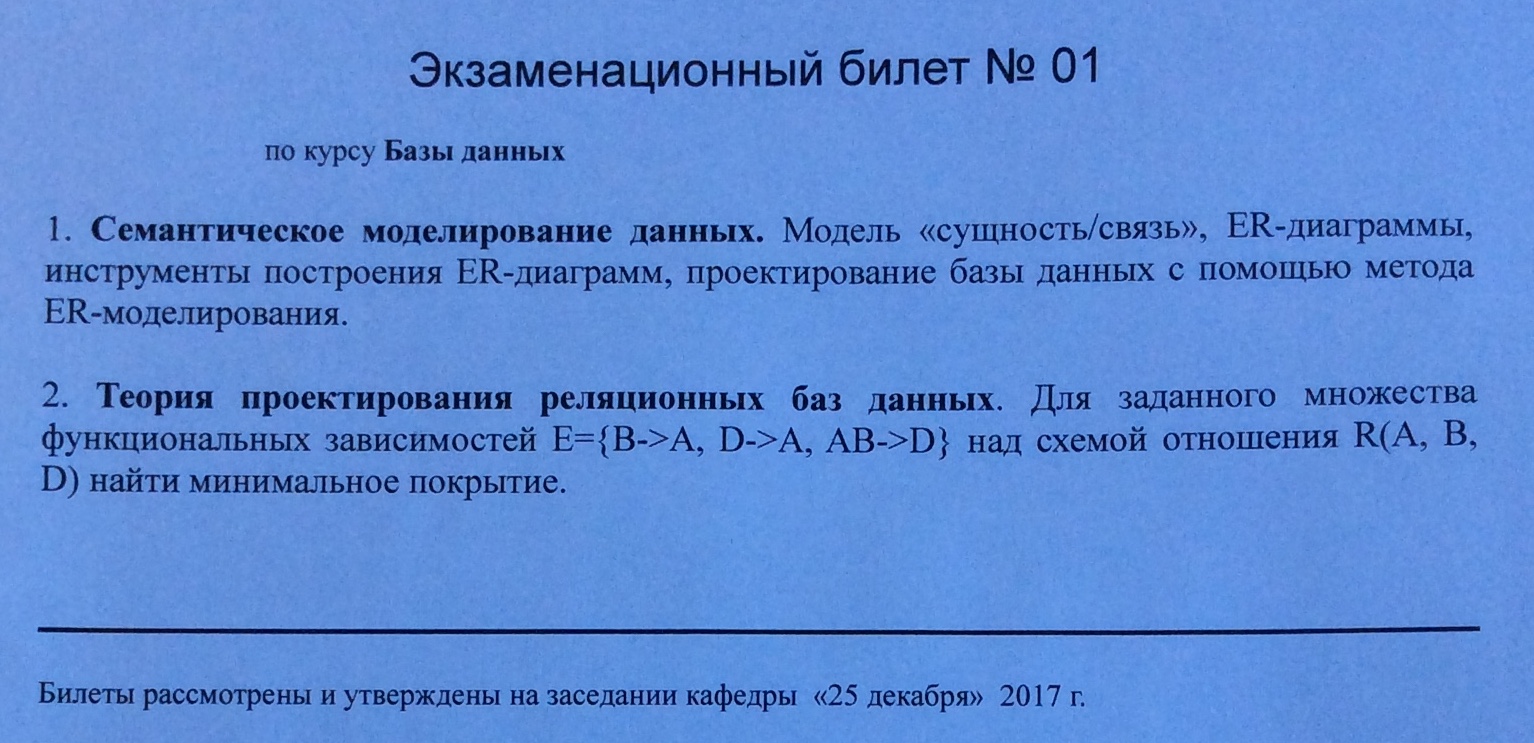 Экзаменационный билет № 01
по курсу Базы данных
1. Семантическое моделирование данных. Модель «сущность/связь», ER-диаграммы,
инструменты построения ER-диаграмм, проектирование базы данных с помощью метода
ER-моделирования.
2. Теория проектирования реляционных баз данных. Для заданного множества
функциональных зависимостей E={B->A, D->A, AB->D} над схемой отношения R(A, B,
D) найти минимальное покрытие.
Билеты рассмотрены и утверждены на заседании кафедры «25 декабря» 2017 г.